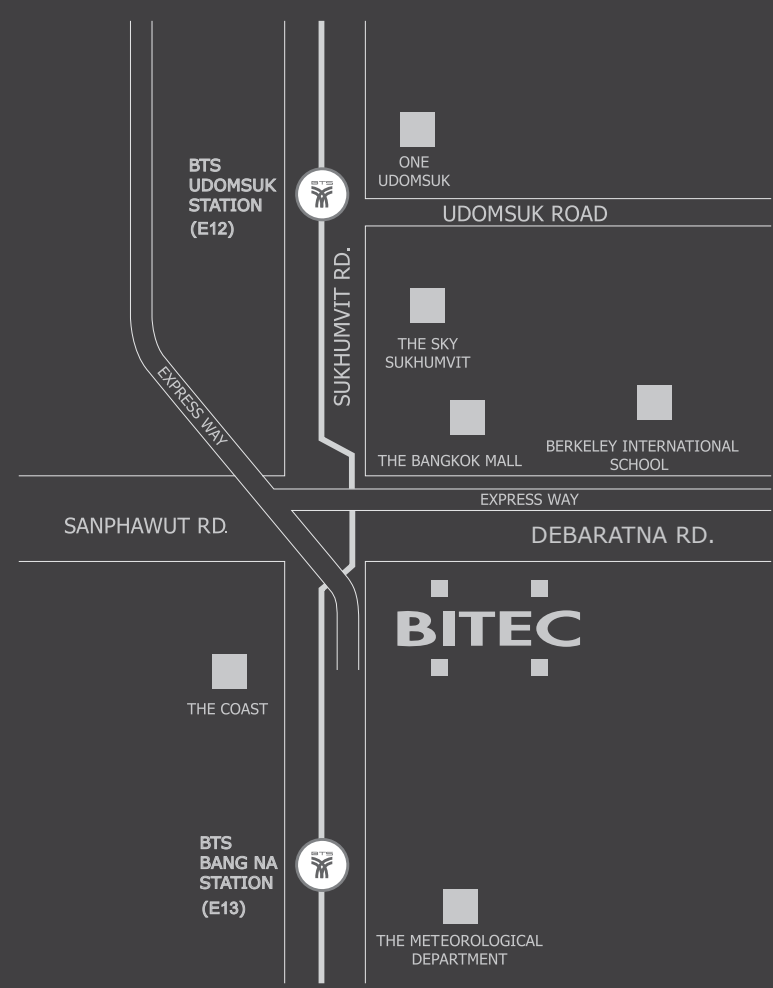 ONE
UDOMSUK
BTS
UDOMSUK
STATION
(E12)
BTS
UDOMSUK ROAD
SUKHUMVIT RD.
THE SKY
SUKHUMVIT
EXPRESS WAY
THE BANGKOK MALL
BERKELEY INTERNATIONAL
SCHOOL
EXPRESS WAY
SANPHAWUT RD.
DEBARATNA RD.
BITEC
THE COAST
BTS
BANG NA
STATION
(E13)
BTS
THE METEOROLOGICAL
DEPARTMENT